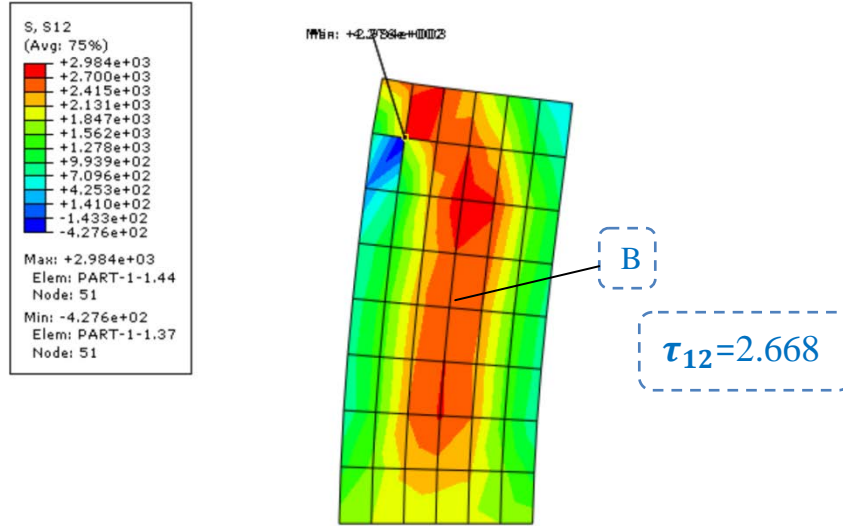 S, S12
(Avg: 75%)
+2.984e+03
+2.700e+03
+2.415e+03
+2.131e+03
+1.847e+03
+1.562e+03
+1.278e+03
+9.939e+02
+7.096e+02
+4.253e+02
+1.410e+02
-1.433e+02
-4.276e+02
Max: +2.984e+03
Elem: PART-1-1.44
Node: 51
Min: -4.276e+02
Elem: PART-1-1.37
Node: 51
B
τ₁₂=2.668